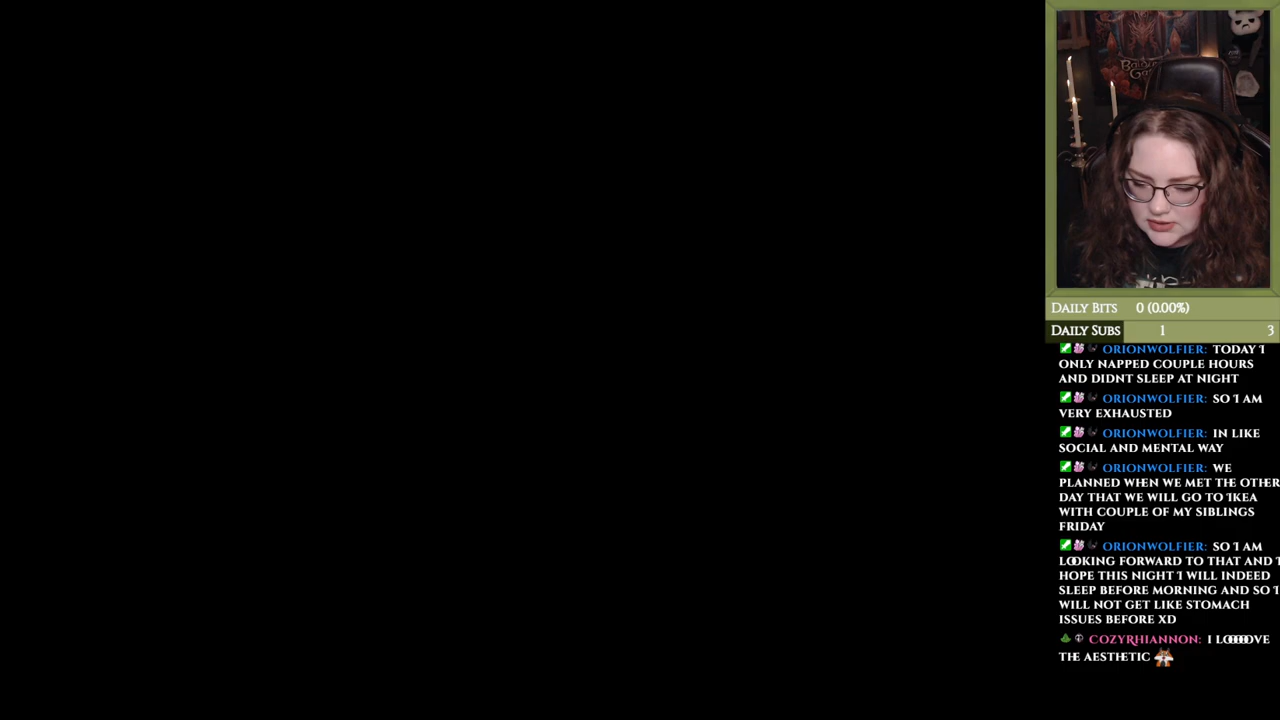 DAILY BITS 0 (0.00%)
DAILY SUBS 1 3
ORIONWOLFIER: TODAY I
ONLY NAPPED COUPLE HOURS
AND DIDNT SLEEP AT NIGHT
ORIONWOLFIER: SO I AM
VERY EXHAUSTED
ORIONWOLFIER: IN LIKE
SOCIAL AND MENTAL WAY
ORIONWOLFIER: WE
PLANNED WHEN WE MET THE OTHER
DAY THAT WE WILL GO TO IKEA
WITH COUPLE OF MY SIBLINGS
FRIDAY
ORIONWOLFIER: SO I AM
LOOKING FORWARD TO THAT AND I
HOPE THIS NIGHT I WILL INDEED
SLEEP BEFORE MORNING AND SO I
WILL NOT GET LIKE STOMACH
ISSUES BEFORE XD
COZYRHIANNON: I LOOOOOVE
THE AESTHETIC